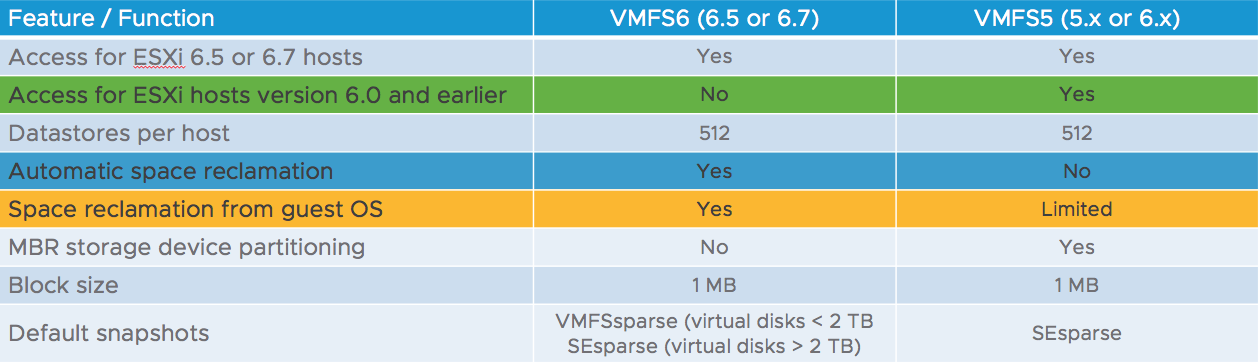 Feature / Function VMFS6 (6.5 or 6.7) VMFS5 (5.x or 6.x)
Access for ESXi 6.5 or 6.7 hosts Yes Yes
Access for ESXi hosts version 6.0 and earlier No Yes
Datastores per host 512 512
Automatic space reclamation Yes No
Space reclamation from guest OS Yes Limited
MBR storage device partitioning No Yes
Block size 1 MB 1 MB
Default snapshots VMFSsparse (virtual disks < 2 TB SEsparse
SEsparse (virtual disks > 2 TB)